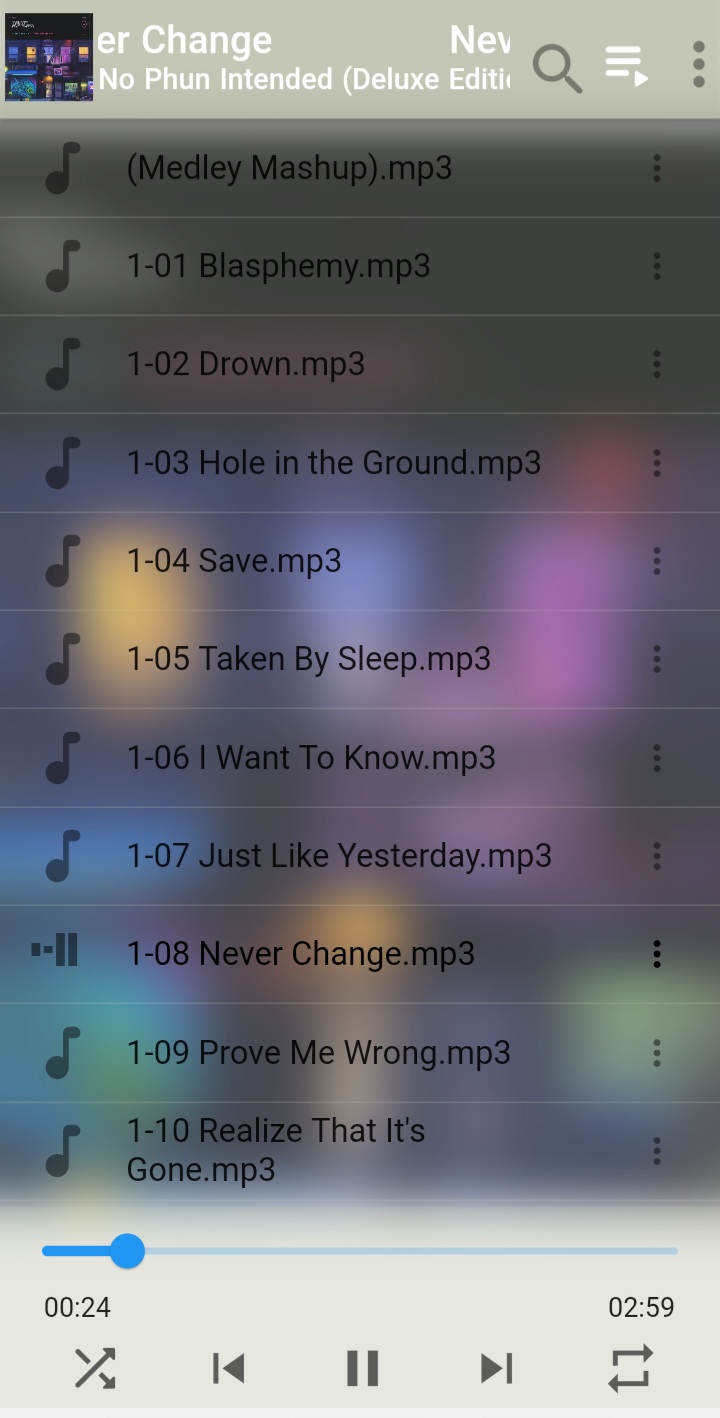 er Change Nev
No Phun Intended (Deluxe Editi
(Medley Mashup).mp3
1-01 Blasphemy.mp3
1-02 Drown.mp3
1-03 Hole in the Ground.mp3
1-04 Save.mp3
1-05 Taken By Sleep.mp3
1-06 I Want To Know.mp3
1-07 Just Like Yesterday.mp3
1-08 Never Change.mp3
1-09 Prove Me Wrong.mp3
1-10 Realize That It's
Gone.mp3
00:24 02:59